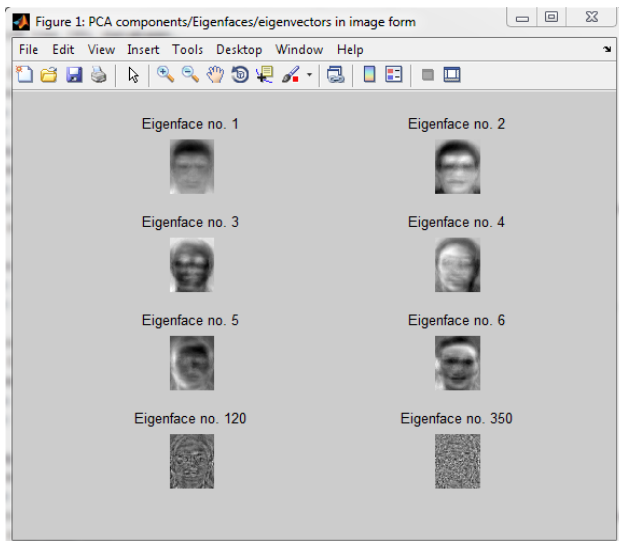 Figure 1: PCA components/Eigenfaces/eigenvectors in image form
File Edit View Insert Tools Desktop Window Help
Eigenface no. 1
Eigenface no. 2
Eigenface no. 3
Eigenface no. 4
Eigenface no. 5
Eigenface no. 6
Eigenface no. 120
Eigenface no. 350